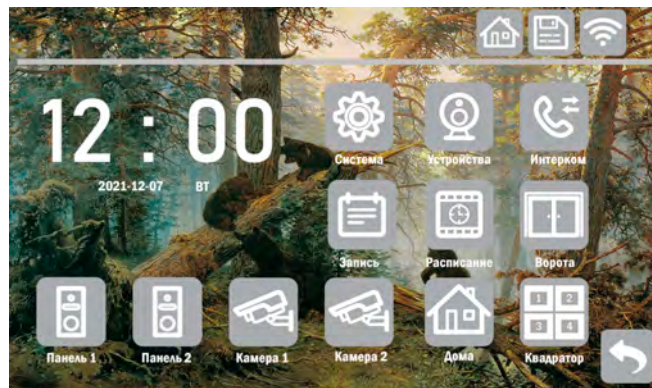 12 : 00
2021-12-07 ВТ
Система Устройства Интерком
Запись Расписание Ворота
1 2
3 4
Панель 1 Панель 2 Камера 1 Камера 2 Дома Квадратор